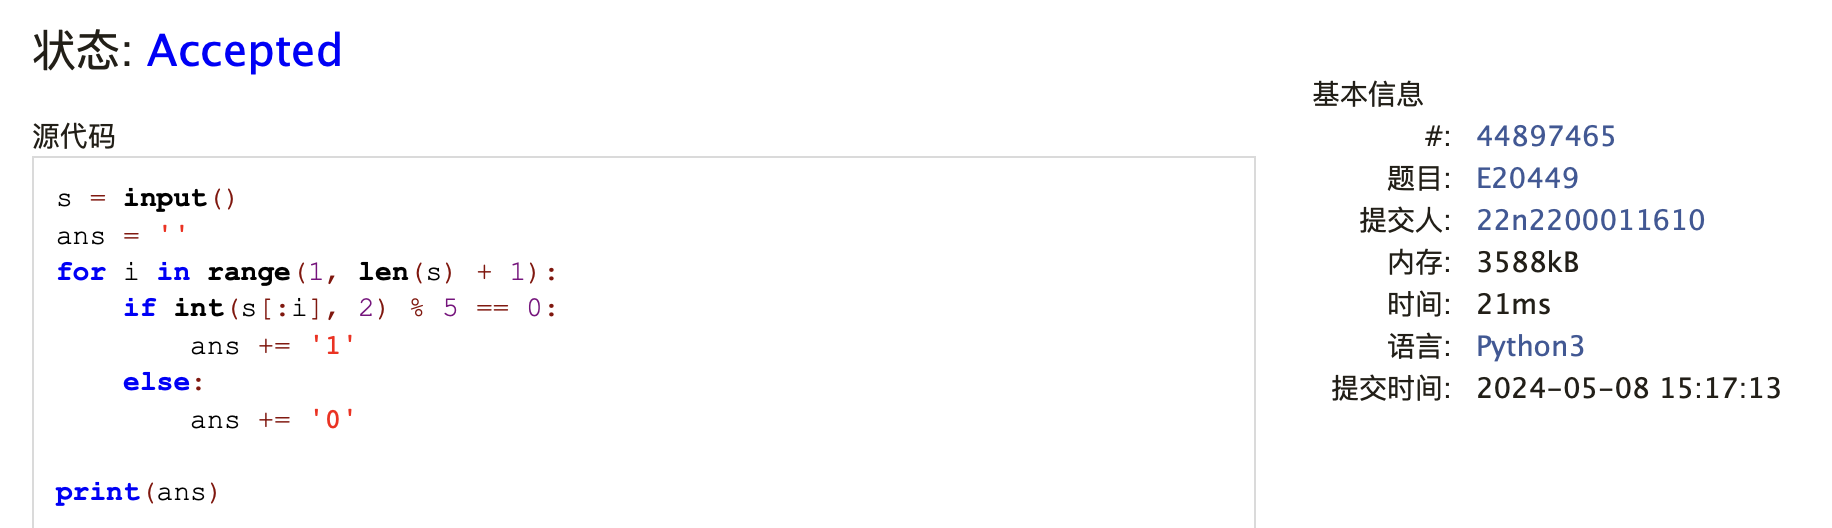 状态: Accepted
源代码
s = input()
ans = ''
for i in range(1, len(s) + 1):
    if int(s[:i], 2) % 5 == 0:
        ans += '1'
    else:
        ans += '0'
print(ans)
基本信息
#: 44897465
题目: E20449
提交人: 22n2200011610
内存: 3588kB
时间: 21ms
语言: Python3
提交时间: 2024-05-08 15:17:13